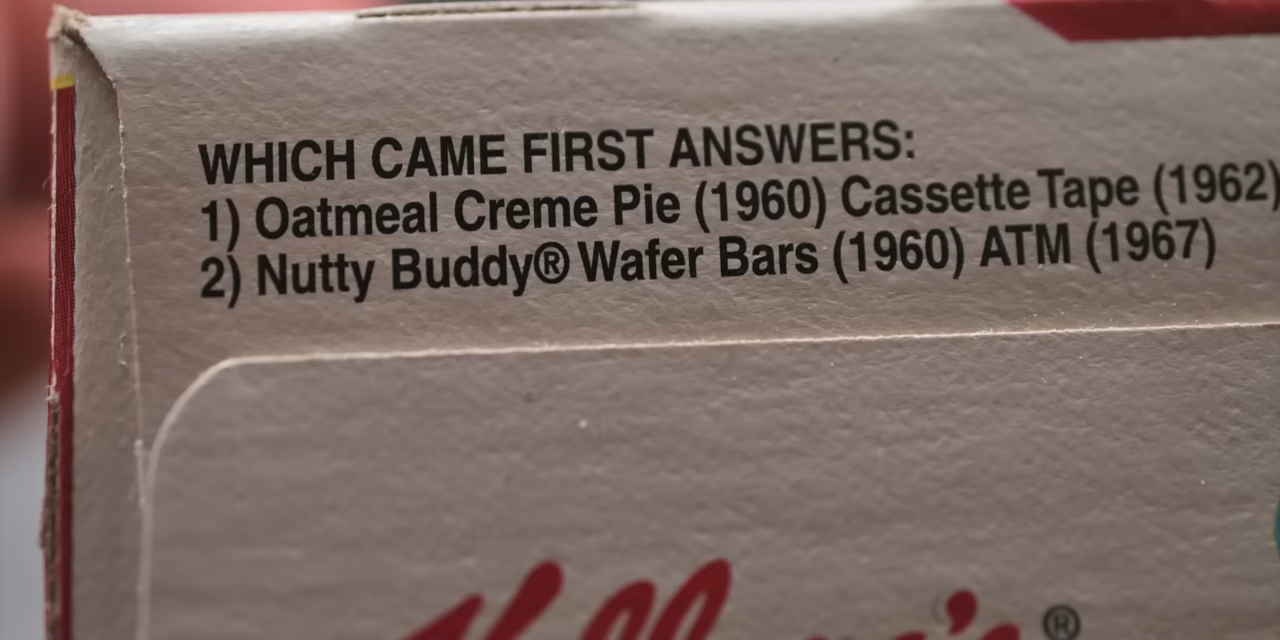 WHICH CAME FIRST ANSWERS:
1) Oatmeal Creme Pie (1960) Cassette Tape (1962)
2) Nutty Buddy® Wafer Bars (1960) ATM (1967)
Kellogg's®